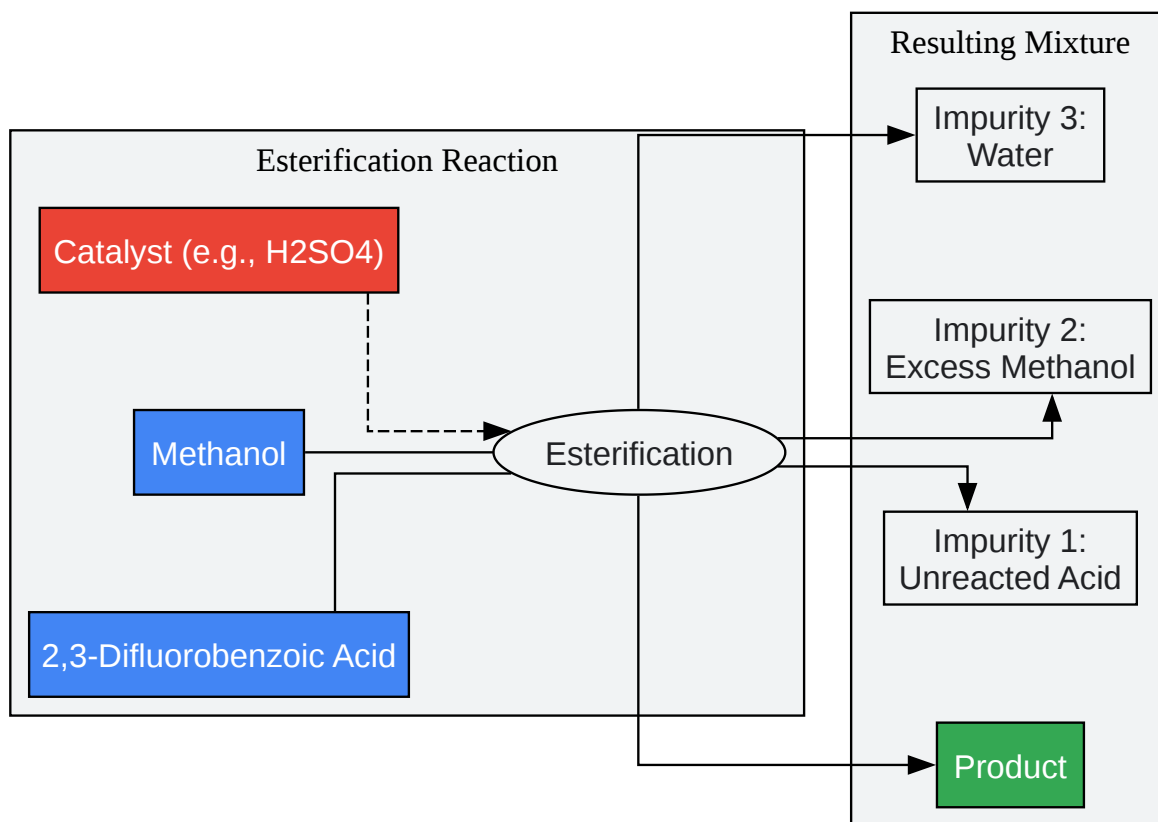 Esterification Reaction
Catalyst (e.g., H2SO4)
Methanol
2,3-Difluorobenzoic Acid
Esterification
Resulting Mixture
Impurity 3:
Water
Impurity 2:
Excess Methanol
Impurity 1:
Unreacted Acid
Product